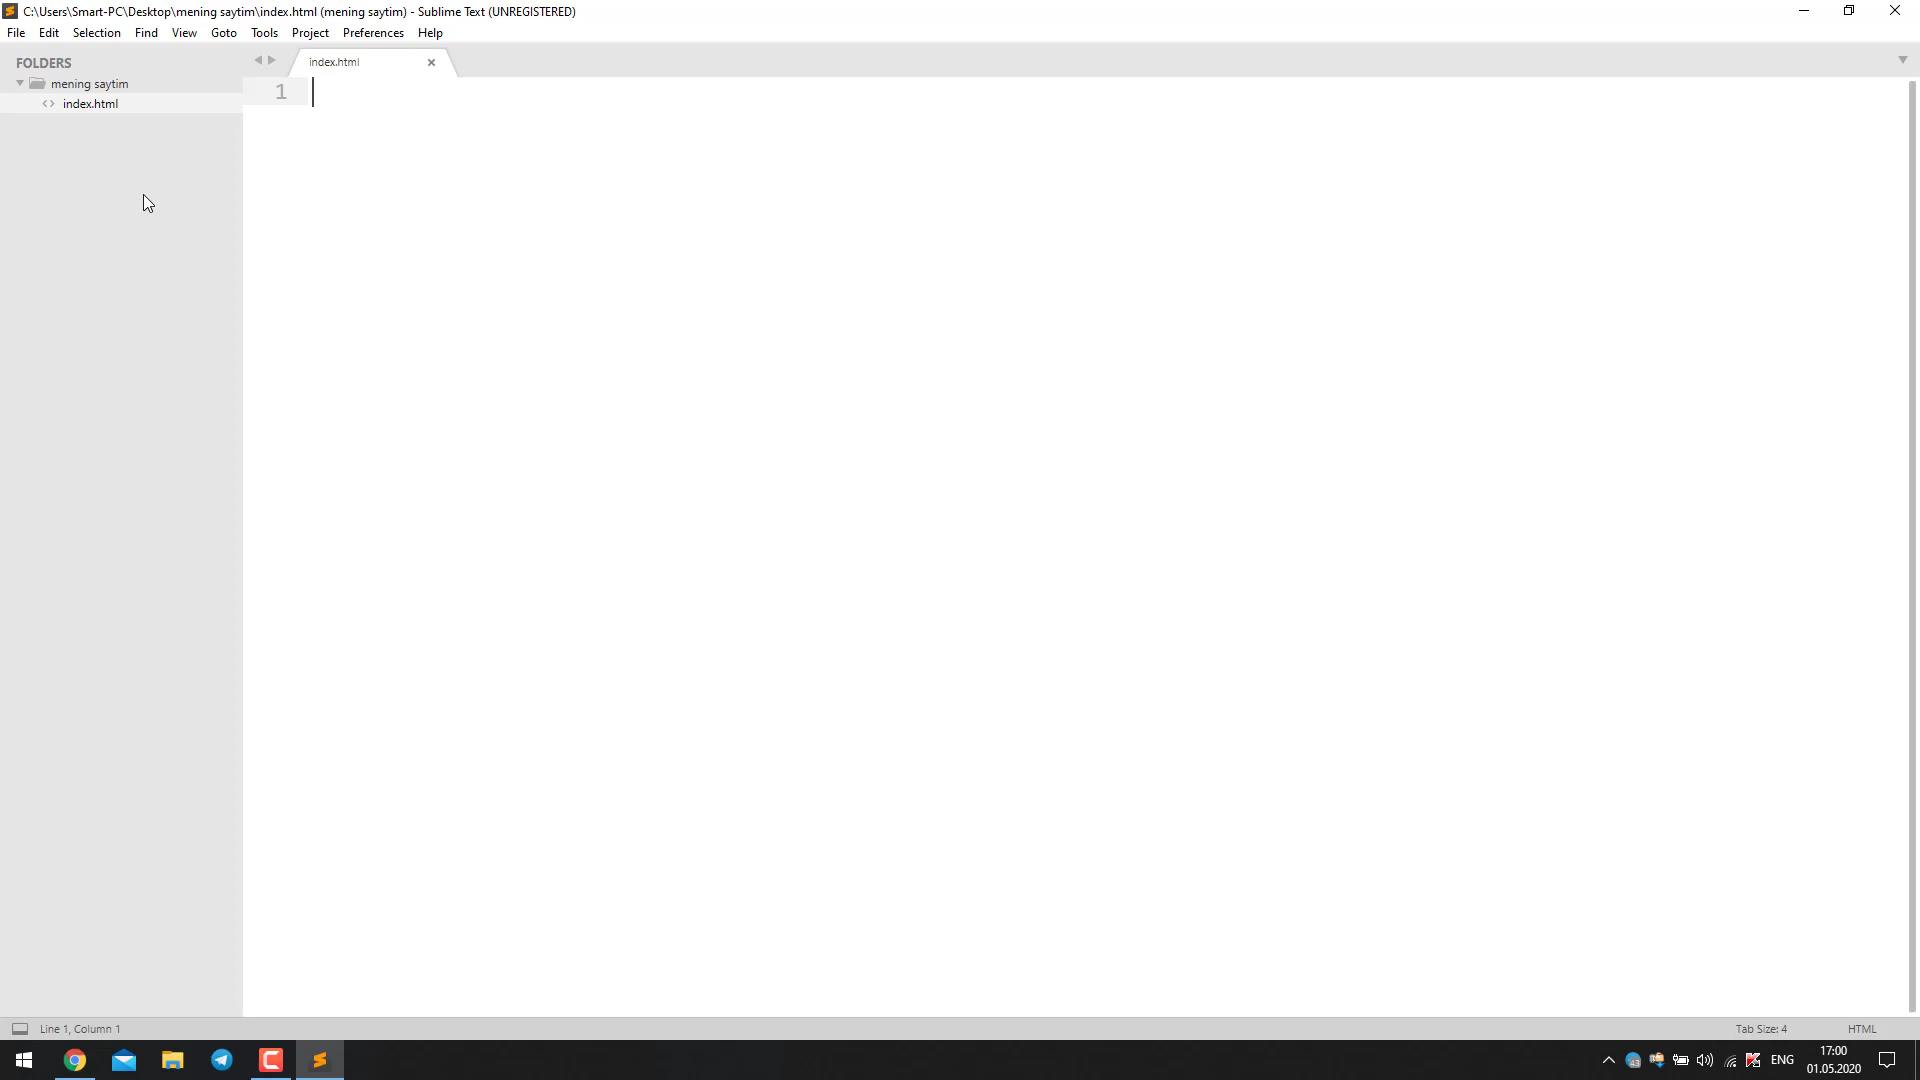 C:\Users\Smart-PC\Desktop\mening saytim\index.html (mening saytim) - Sublime Text (UNREGISTERED)
File Edit Selection Find View Goto Tools Project Preferences Help
FOLDERS
mening saytim
index.html
index.html
1
Line 1, Column 1
Tab Size: 4
HTML
43
ENG
17:00
01.05.2020